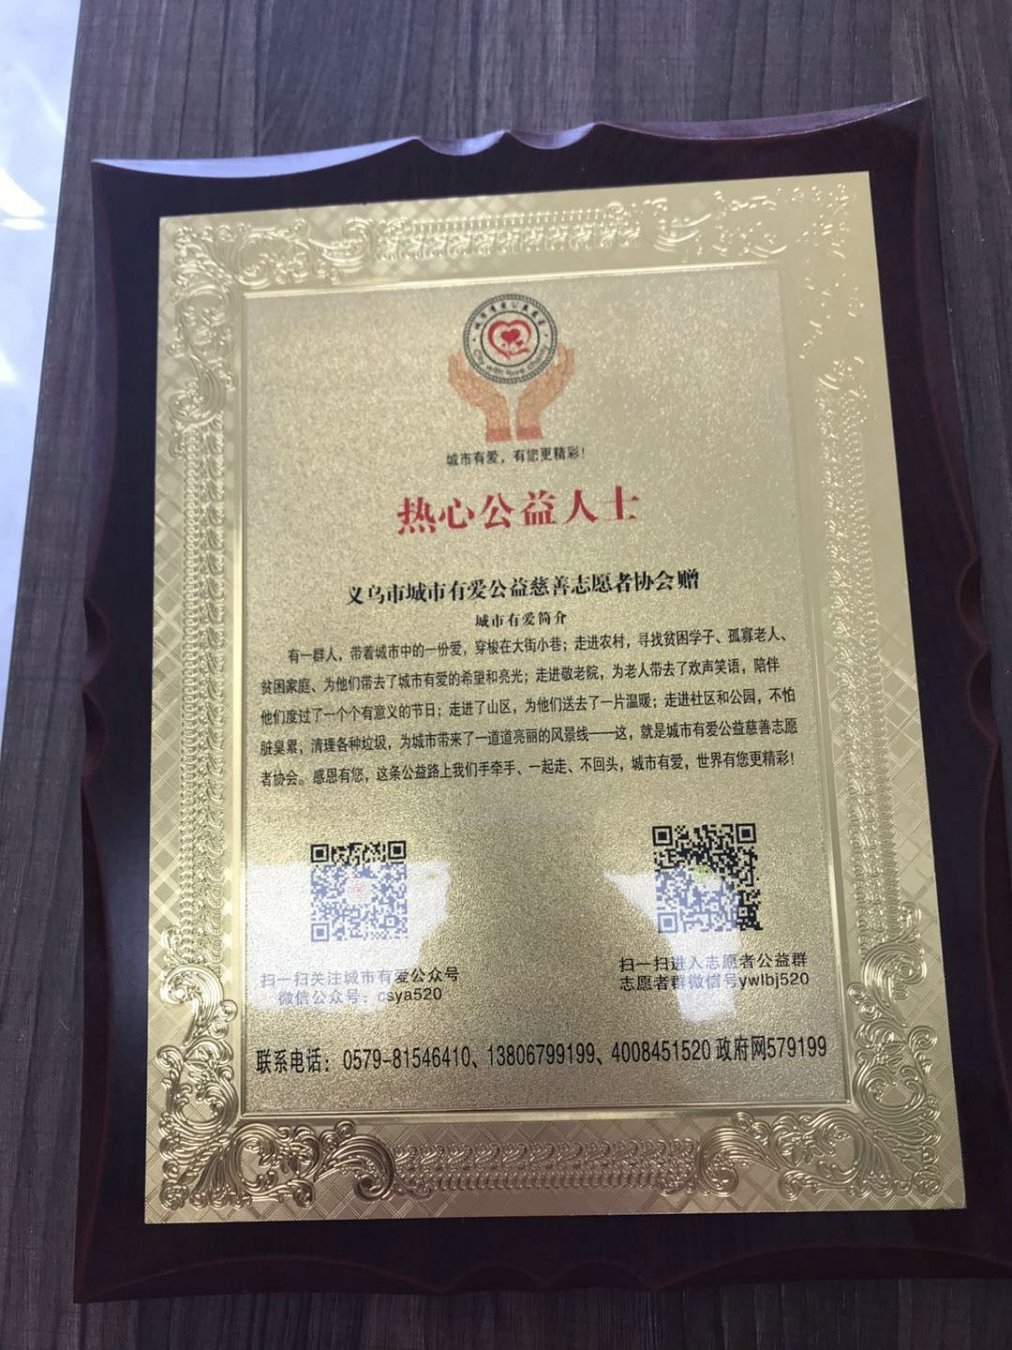 城市有爱公益慈善
City with love charity
城市有爱，有您更精彩！
热心公益人士
义乌市城市有爱公益慈善志愿者协会赠
城市有爱简介
有一群人，带着城市中的一份爱，穿梭在大街小巷；走进农村，寻找贫困学子、孤寡老人、
贫困家庭、为他们带去了城市有爱的希望和亮光；走进敬老院，为老人带去了欢声笑语，陪伴
他们度过了一个个有意义的节日；走进了山区，为他们送去了一片温暖；走进社区和公园，不怕
脏臭累，清理各种垃圾，为城市带来了一道道亮丽的风景线——这，就是城市有爱公益慈善志愿
者协会。感恩有您，这条公益路上我们手牵手、一起走、不回头，城市有爱，世界有您更精彩！
扫一扫关注城市有爱公众号
微信公众号：csya520
扫一扫进入志愿者公益群
志愿者群微信号ywlbj520
联系电话：0579-81546410、13806799199、4008451520 政府网579199